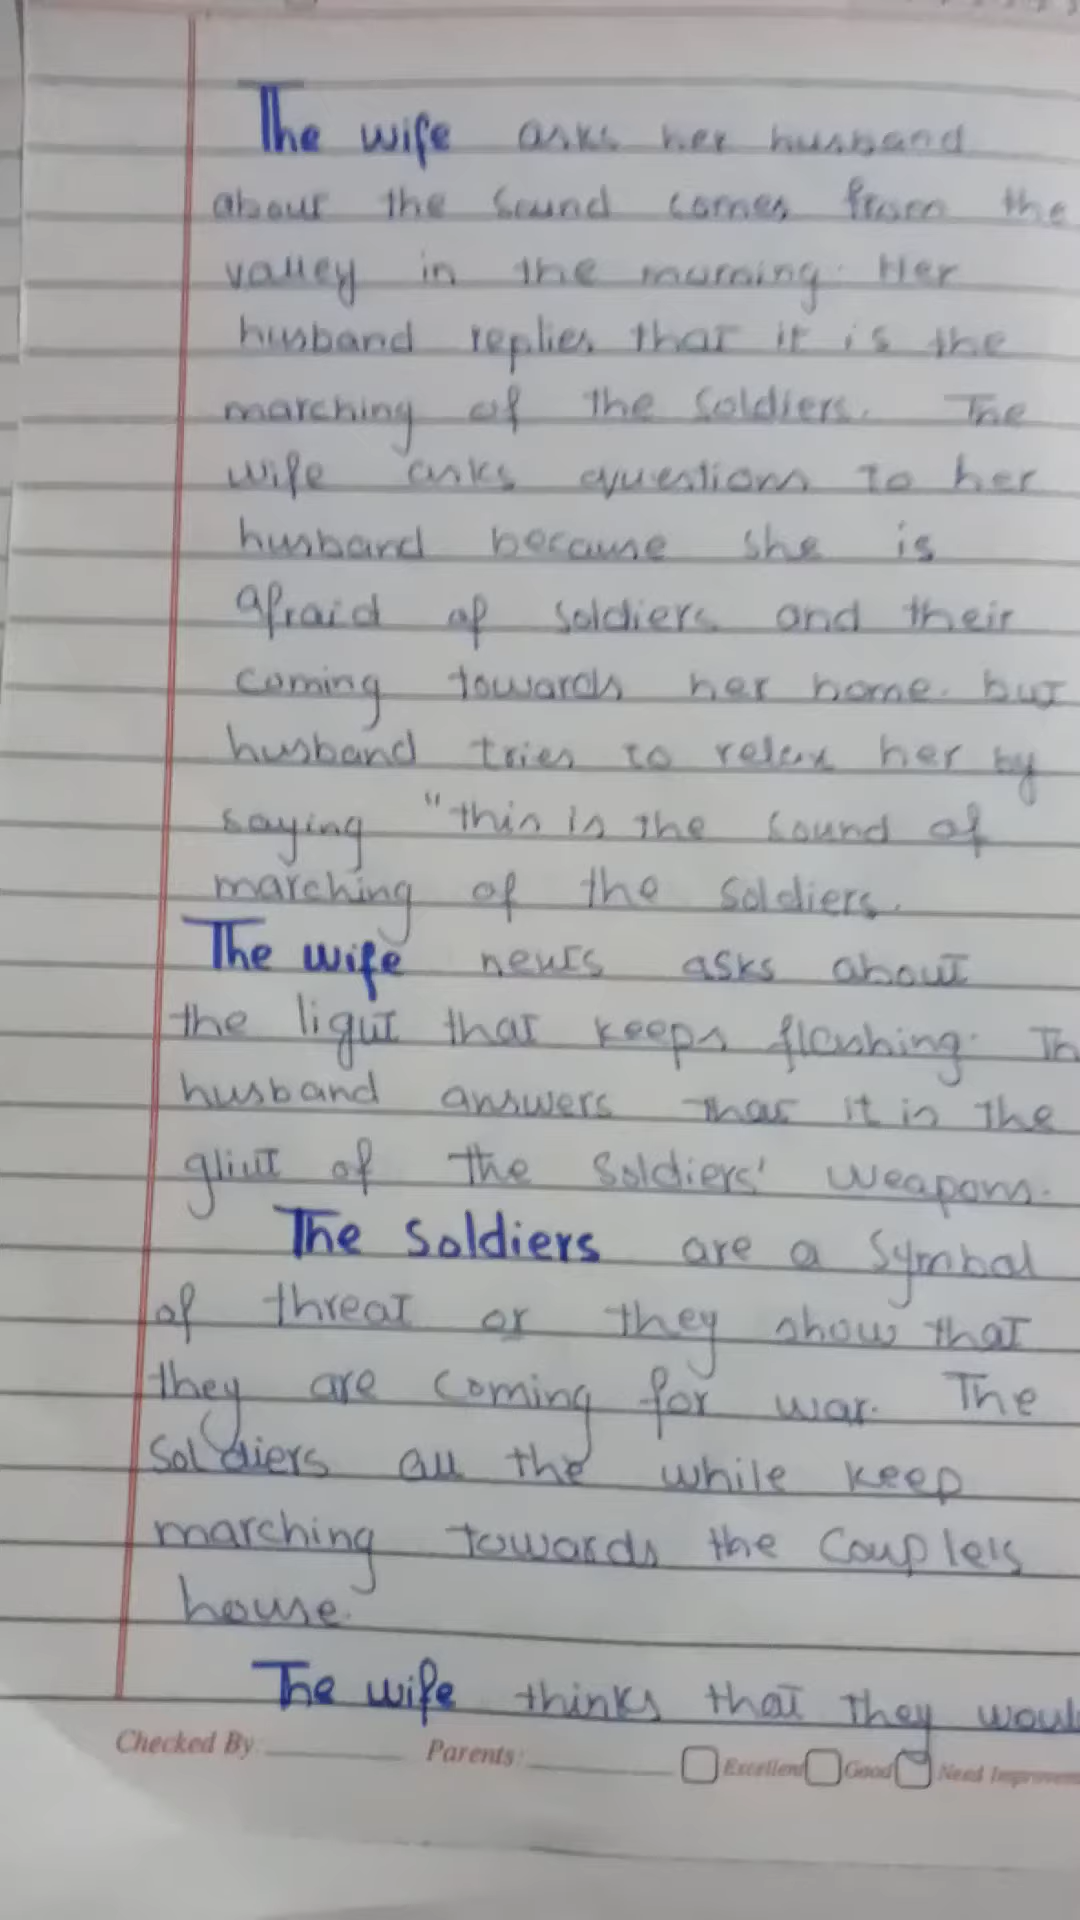 The wife asks her husband
about the sound comes from the
valley in the morning. Her
husband replies that it is the
marching of the soldiers. The
wife asks questions to her
husband because she is
afraid of soldiers and their
coming towards her home. but
husband tries to relax her by
saying "this is the sound of
marching of the soldiers.
The wife asks about
the light that keeps flashing. Th
husband answers that it is the
glint of the soldiers' weapons.
The Soldiers are a symbol
of threat or they show that
they are coming for war. The
Soldiers all the while keep
marching towards the Couple's
house.
The wife thinks that they woul
Checked By: Parents: Excellent Good Need Improvem